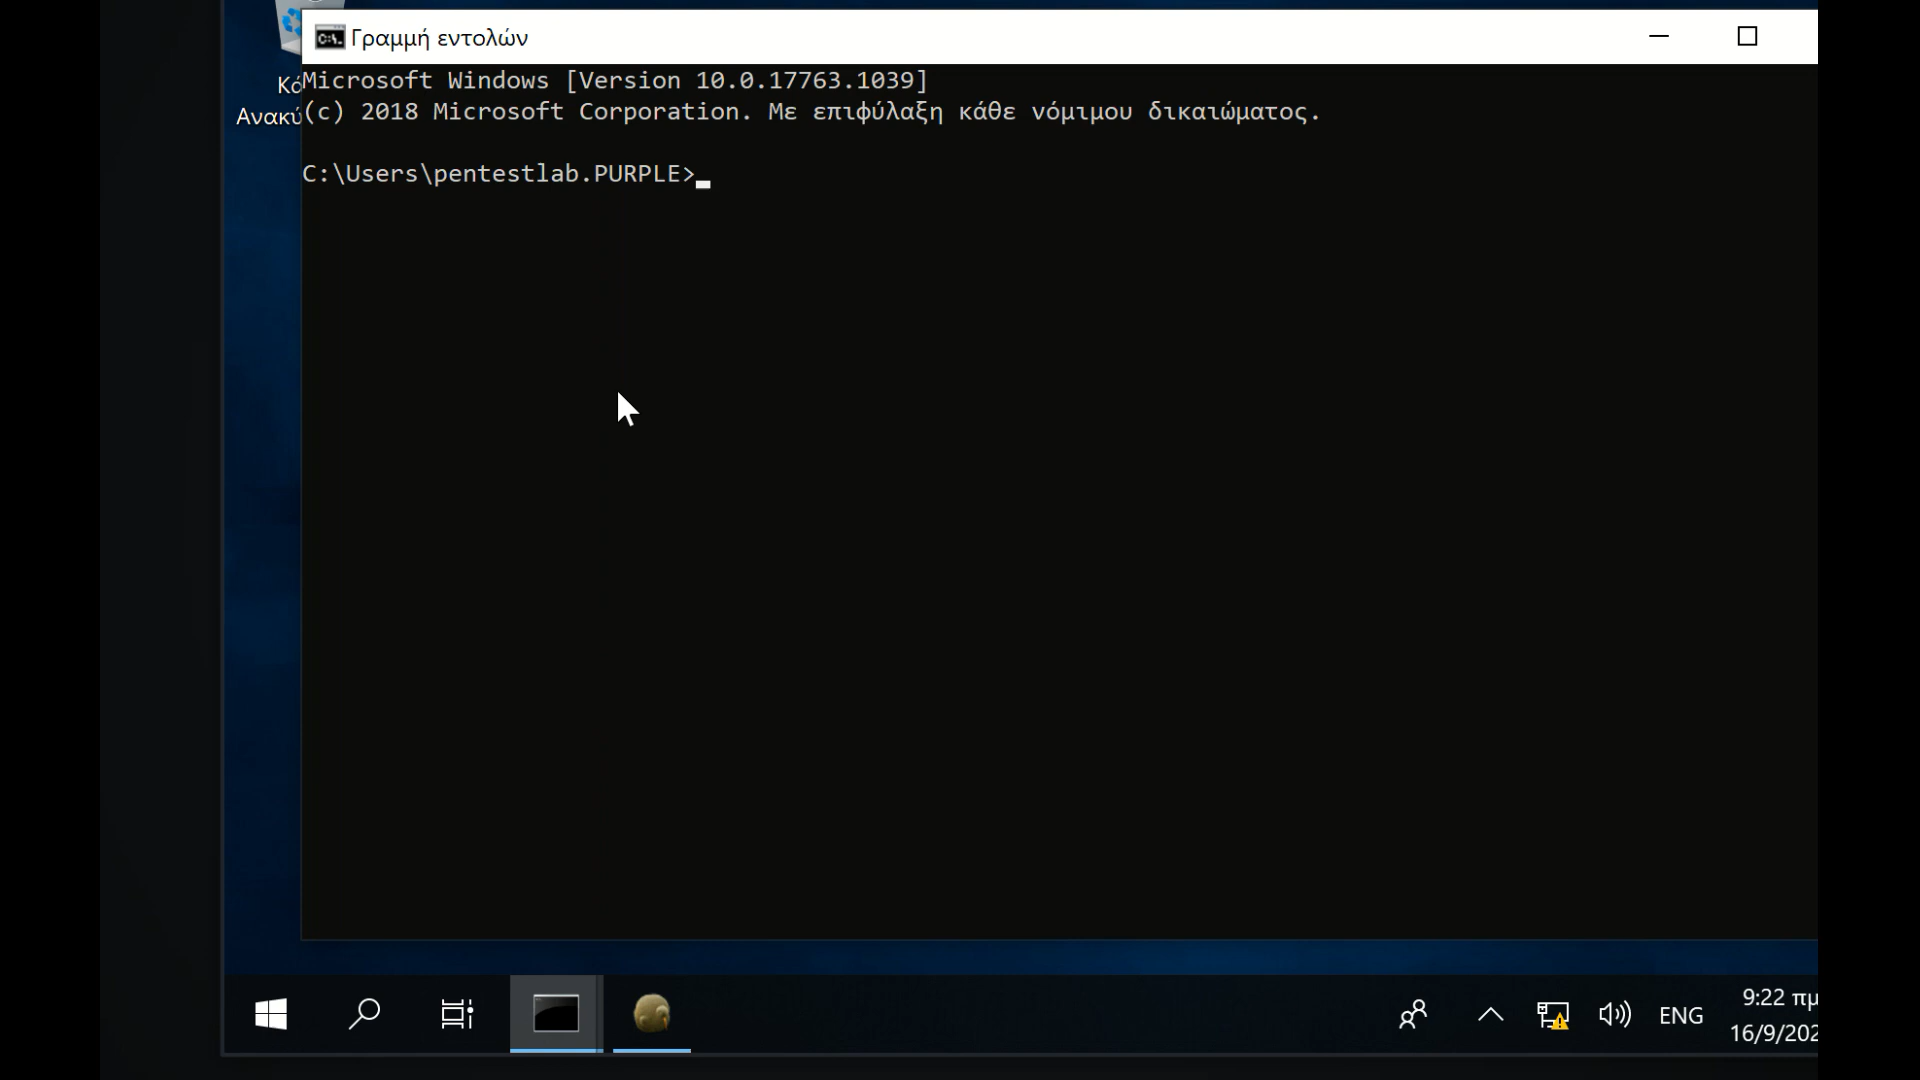 Γραμμή εντολών
Microsoft Windows [Version 10.0.17763.1039]
(c) 2018 Microsoft Corporation. Με επιφύλαξη κάθε νόμιμου δικαιώματος.
C:\Users\pentestlab.PURPLE>
ENG
9:22 πμ